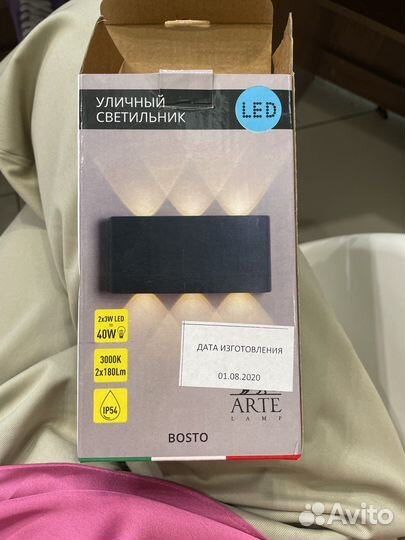 УЛИЧНЫЙ
СВЕТИЛЬНИК
LED
2x3W LED
=
40W
3000K
2x180Lm
IP54
ДАТА ИЗГОТОВЛЕНИЯ
01.08.2020
ARTE
LAMP
BOSTO
Avito